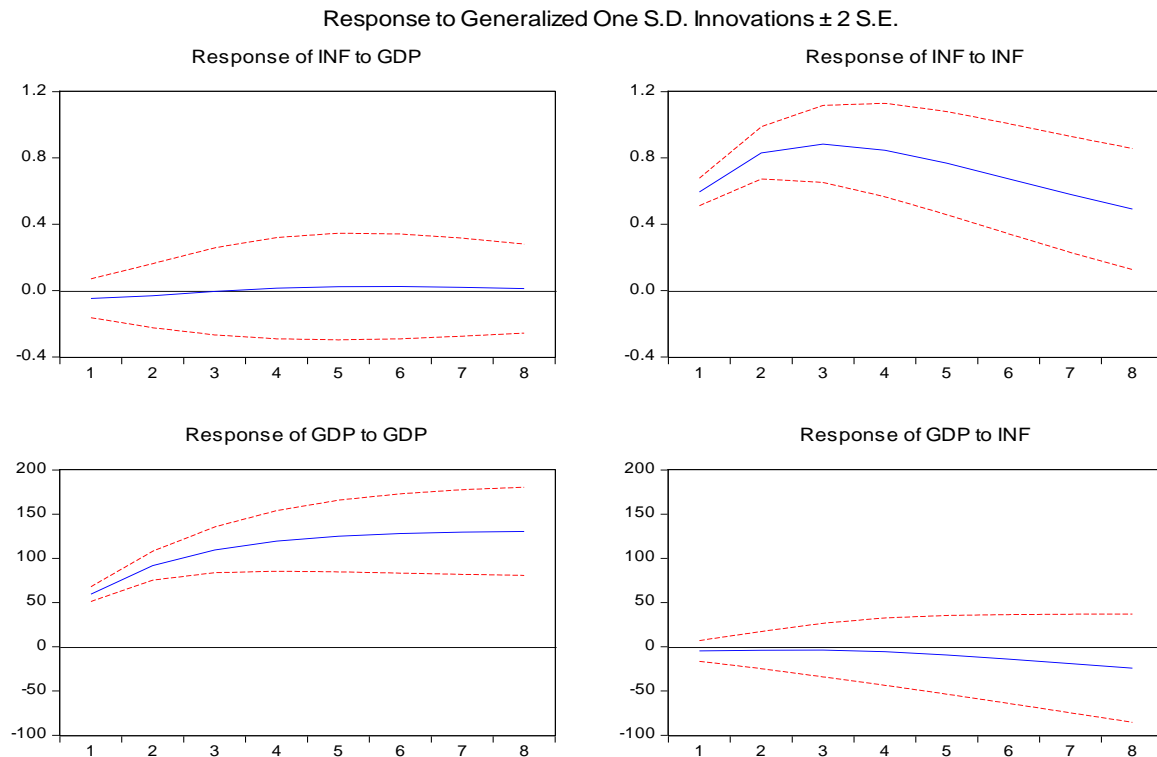 Response to Generalized One S.D. Innovations ± 2 S.E.
Response of INF to GDP
1.2
0.8
0.4
0.0
-0.4
1 2 3 4 5 6 7 8
Response of INF to INF
1.2
0.8
0.4
0.0
-0.4
1 2 3 4 5 6 7 8
Response of GDP to GDP
200
150
100
50
0
-50
-100
1 2 3 4 5 6 7 8
Response of GDP to INF
200
150
100
50
0
-50
-100
1 2 3 4 5 6 7 8